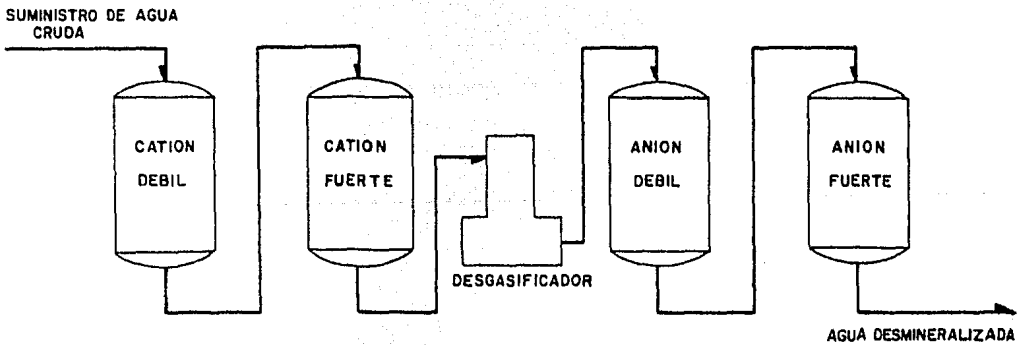 SUMINISTRO DE AGUA
CRUDA
CATION
DEBIL
CATION
FUERTE
DESGASIFICADOR
ANION
DEBIL
ANION
FUERTE
AGUA DESMINERALIZADA